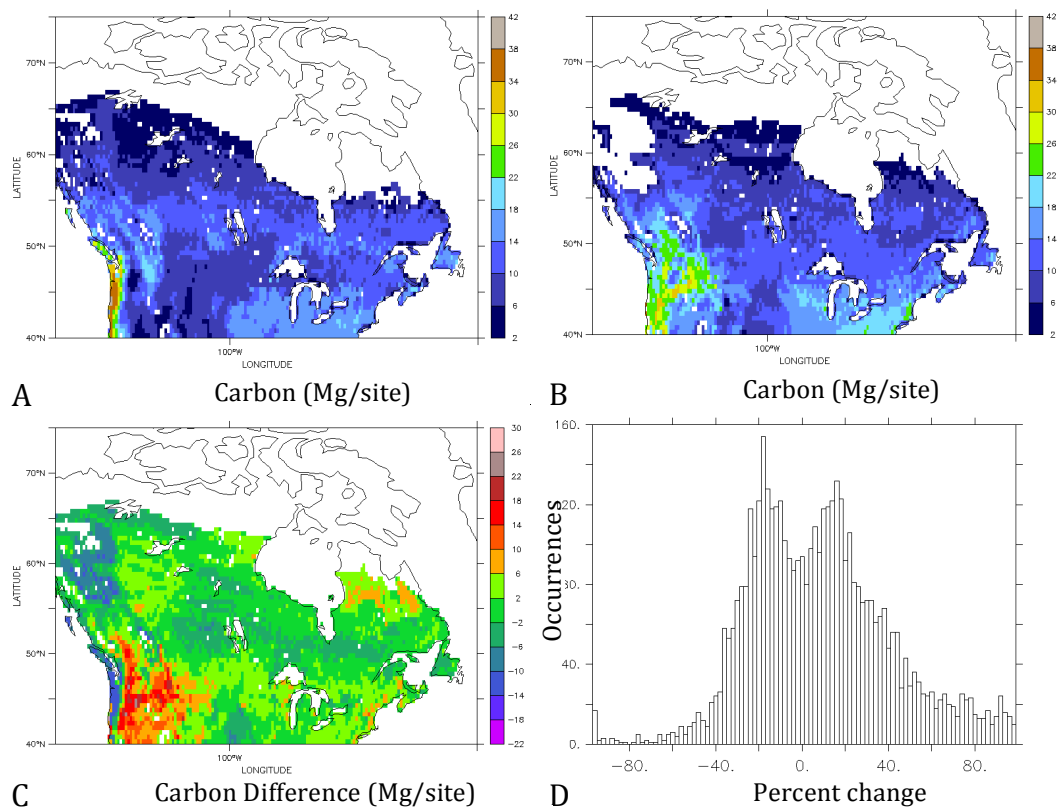 42
38
34
30
26
22
18
14
10
6
2
70°N
60°N
50°N
40°N
LATITUDE
100°W
LONGITUDE
A
Carbon (Mg/site)
42
38
34
30
26
22
18
14
10
6
2
70°N
60°N
50°N
40°N
LATITUDE
100°W
LONGITUDE
B
Carbon (Mg/site)
30
26
22
18
14
10
6
2
-2
-6
-10
-14
-18
-22
70°N
60°N
50°N
40°N
LATITUDE
100°W
LONGITUDE
C
Carbon Difference (Mg/site)
160.
40.
0.
Occurrences
-80.
-40.
0.
40.
80.
D
Percent change